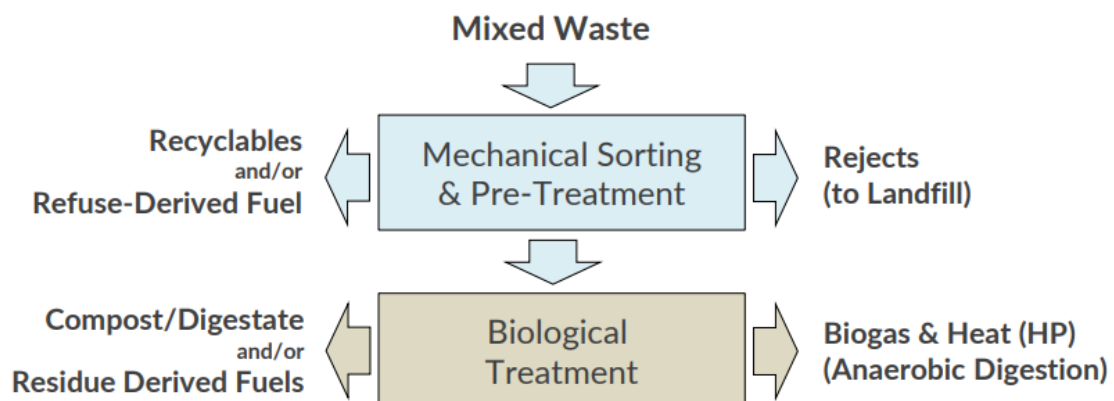 Mixed Waste
Recyclables
and/or
Refuse-Derived Fuel
Mechanical Sorting
& Pre-Treatment
Rejects
(to Landfill)
Compost/Digestate
and/or
Residue Derived Fuels
Biological
Treatment
Biogas & Heat (HP)
(Anaerobic Digestion)